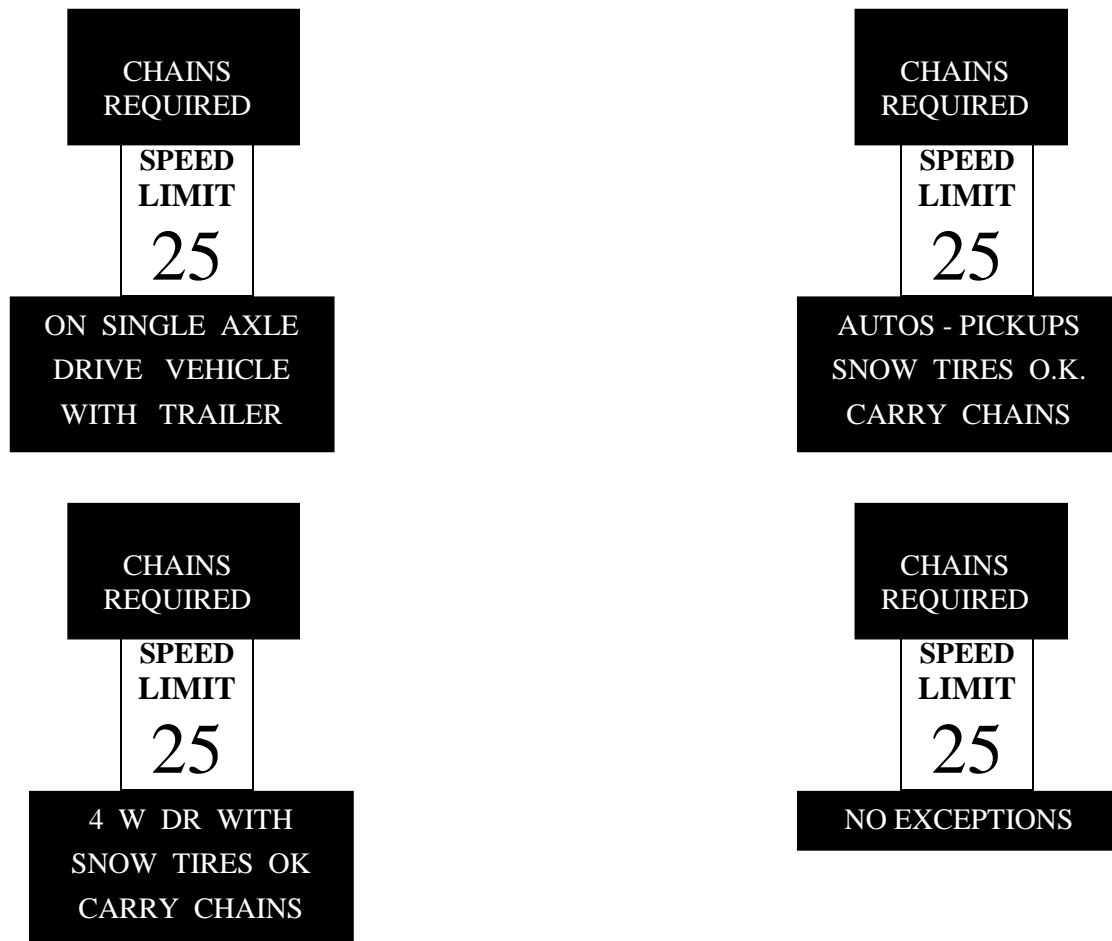 CHAINS
REQUIRED
SPEED
LIMIT
25
ON SINGLE AXLE
DRIVE VEHICLE
WITH TRAILER
CHAINS
REQUIRED
SPEED
LIMIT
25
AUTOS - PICKUPS
SNOW TIRES O.K.
CARRY CHAINS
CHAINS
REQUIRED
SPEED
LIMIT
25
4 W DR WITH
SNOW TIRES OK
CARRY CHAINS
CHAINS
REQUIRED
SPEED
LIMIT
25
NO EXCEPTIONS